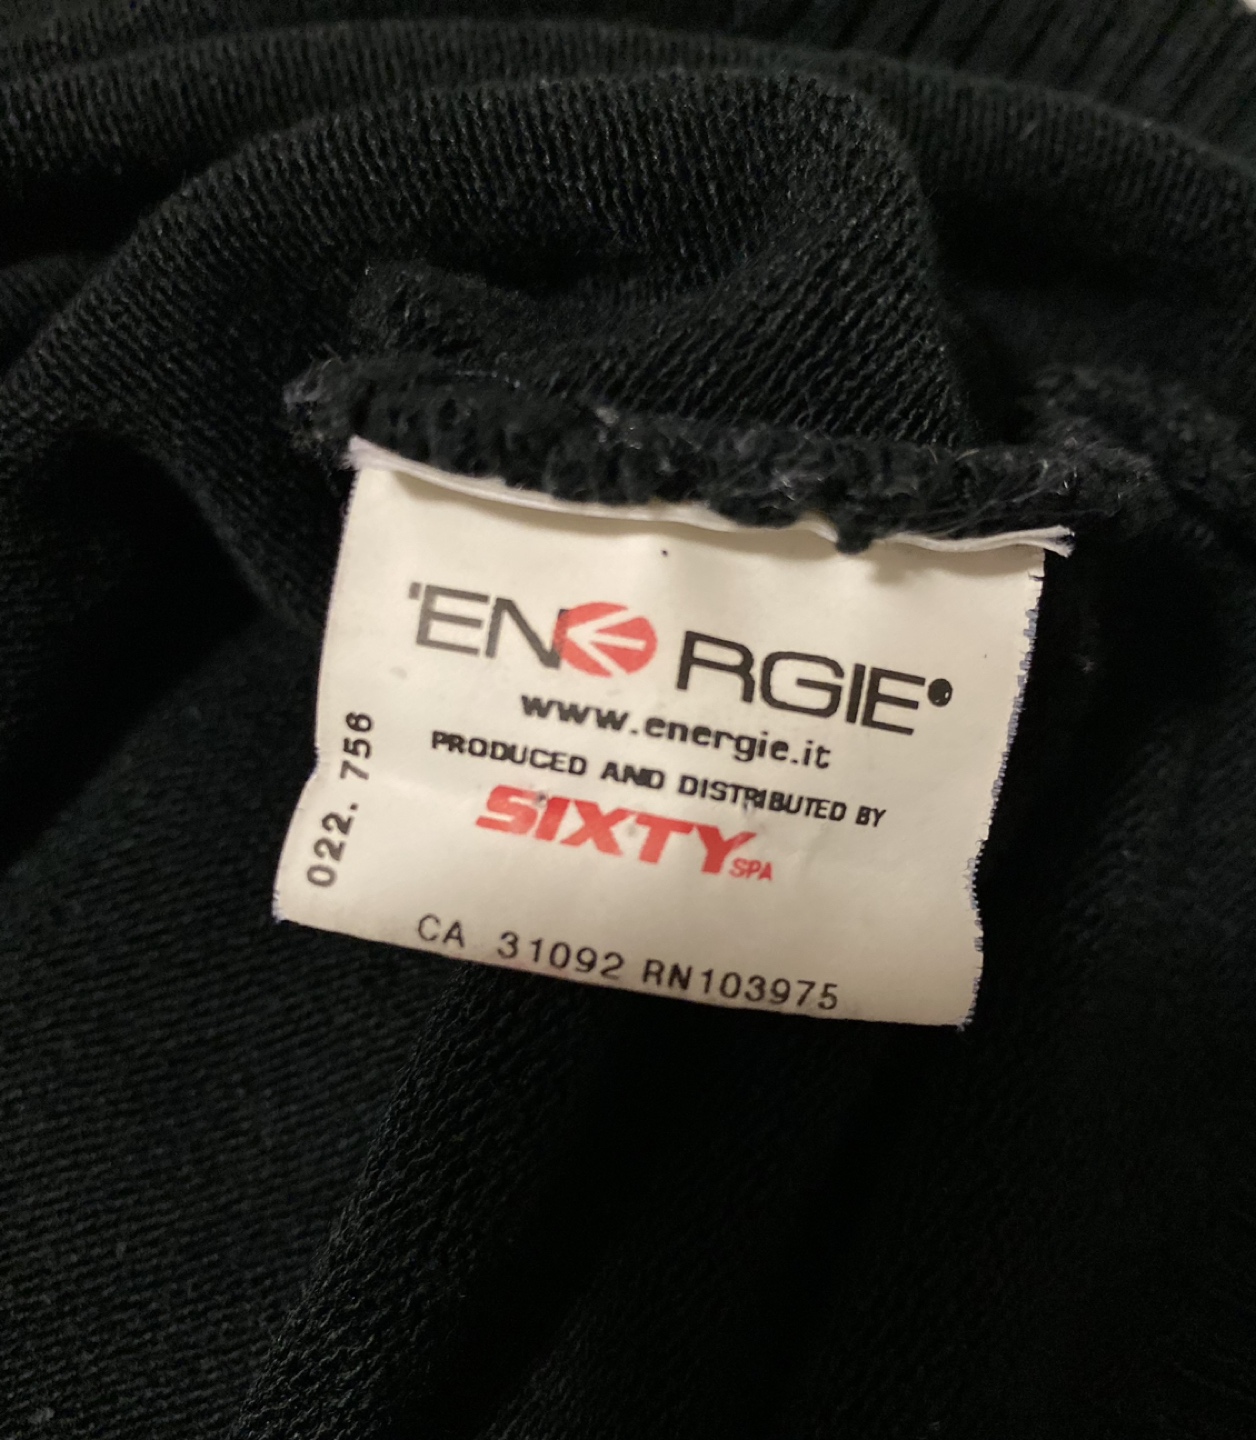 'ENERGIE
www.energie.it
PRODUCED AND DISTRIBUTED BY
SIXTY SPA
CA 31092 RN103975
022. 756